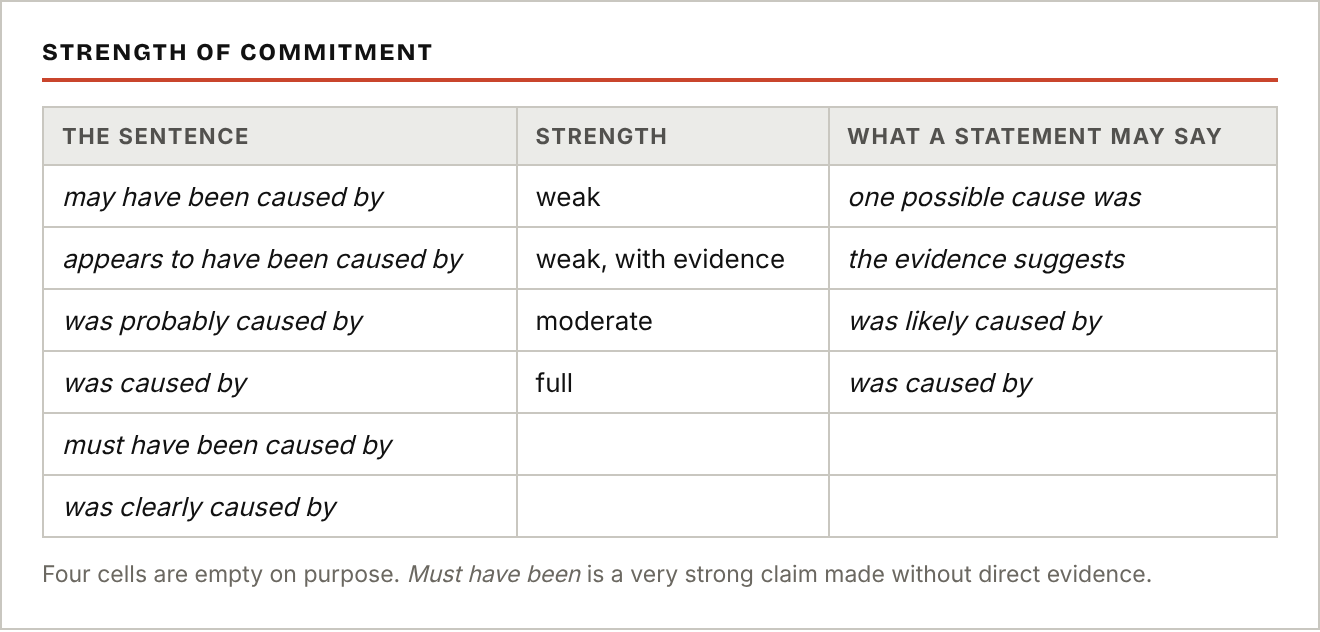 STRENGTH OF COMMITMENT
THE SENTENCE STRENGTH WHAT A STATEMENT MAY SAY
may have been caused by weak one possible cause was
appears to have been caused by weak, with evidence the evidence suggests
was probably caused by moderate was likely caused by
was caused by full was caused by
must have been caused by
was clearly caused by
Four cells are empty on purpose. Must have been is a very strong claim made without direct evidence.